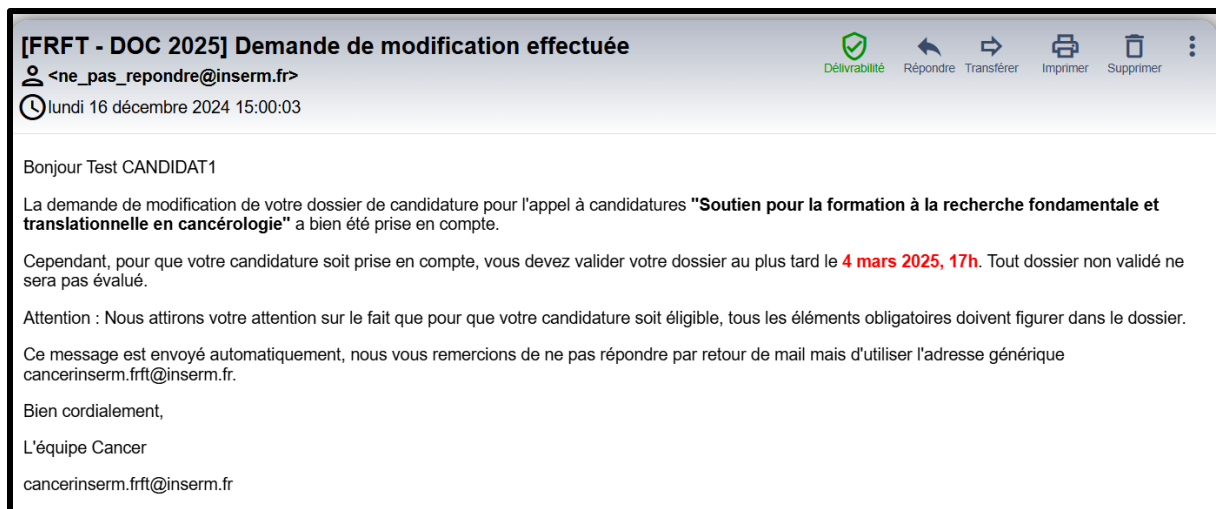 [FRFT - DOC 2025] Demande de modification effectuée
<ne_pas_repondre@inserm.fr>
lundi 16 décembre 2024 15:00:03
Délivrabilité Répondre Transférer Imprimer Supprimer
Bonjour Test CANDIDAT1
La demande de modification de votre dossier de candidature pour l'appel à candidatures "Soutien pour la formation à la recherche fondamentale et
translationnelle en cancérologie" a bien été prise en compte.
Cependant, pour que votre candidature soit prise en compte, vous devez valider votre dossier au plus tard le 4 mars 2025, 17h. Tout dossier non validé ne
sera pas évalué.
Attention : Nous attirons votre attention sur le fait que pour que votre candidature soit éligible, tous les éléments obligatoires doivent figurer dans le dossier.
Ce message est envoyé automatiquement, nous vous remercions de ne pas répondre par retour de mail mais d'utiliser l'adresse générique
cancerinserm.frft@inserm.fr.
Bien cordialement,
L'équipe Cancer
cancerinserm.frft@inserm.fr